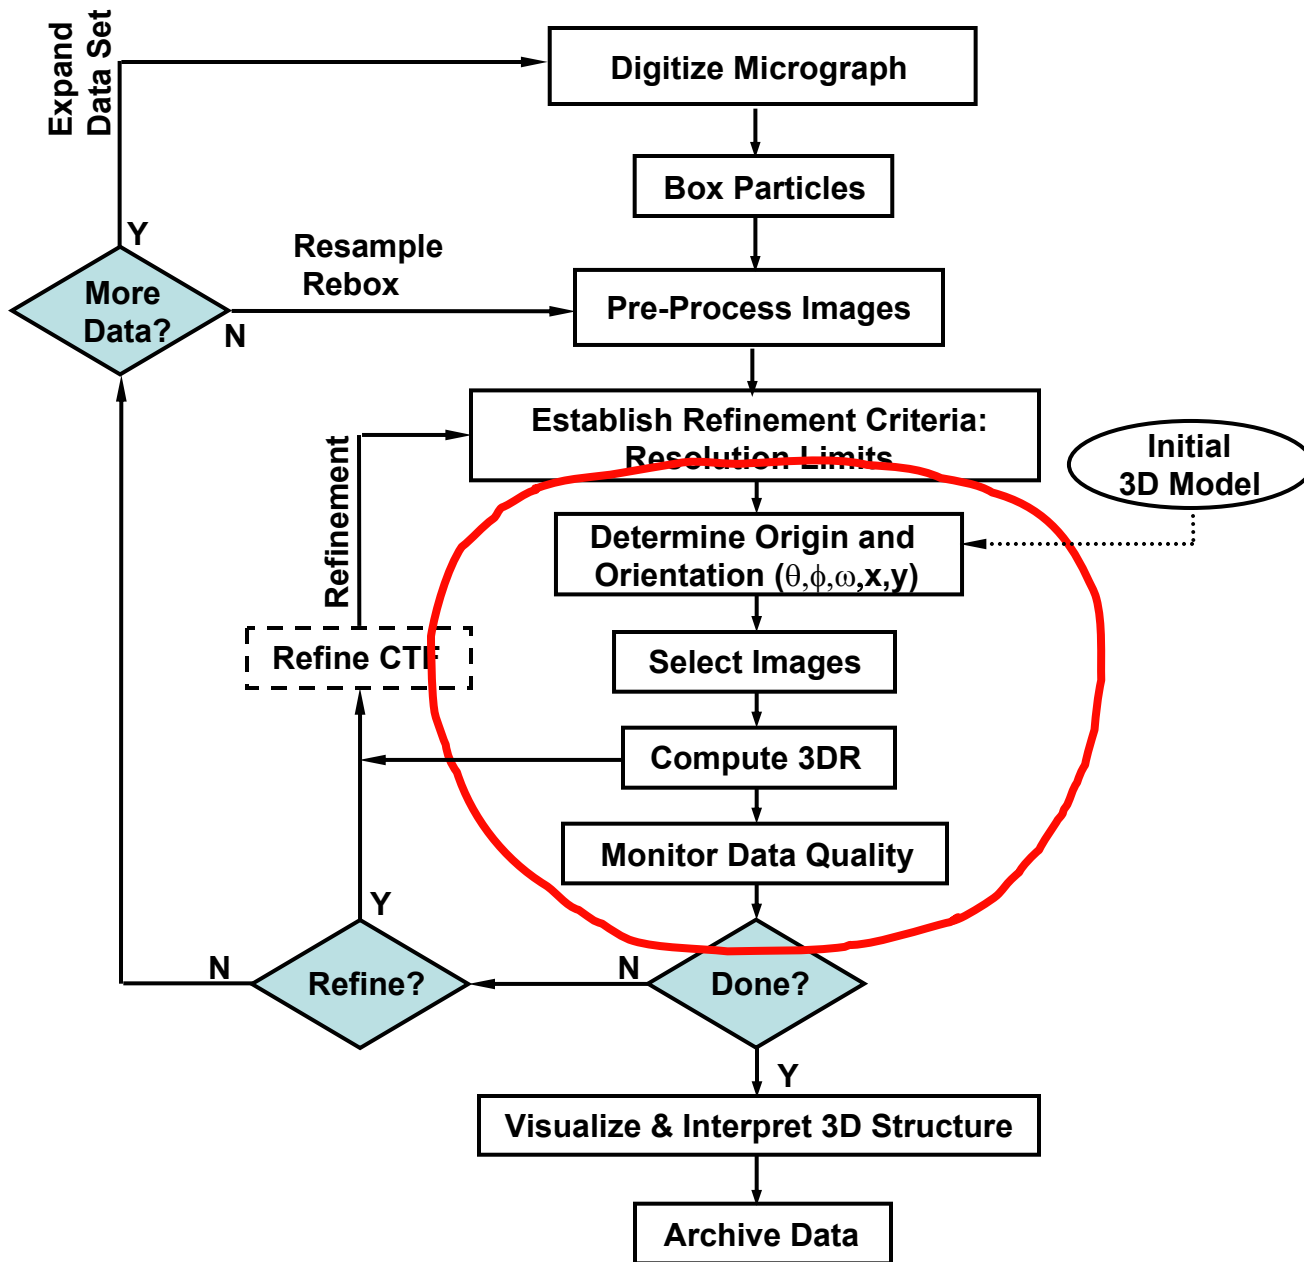 Expand
Data Set
Digitize Micrograph
Box Particles
Y
Resample
Rebox
More
Data?
N
Pre-Process Images
Establish Refinement Criteria:
Resolution Limits
Initial
3D Model
Refinement
Determine Origin and
Orientation (θ,ϕ,ω,x,y)
Refine CTF
Select Images
Compute 3DR
Monitor Data Quality
Y
N
Refine?
N
Done?
Y
Visualize & Interpret 3D Structure
Archive Data